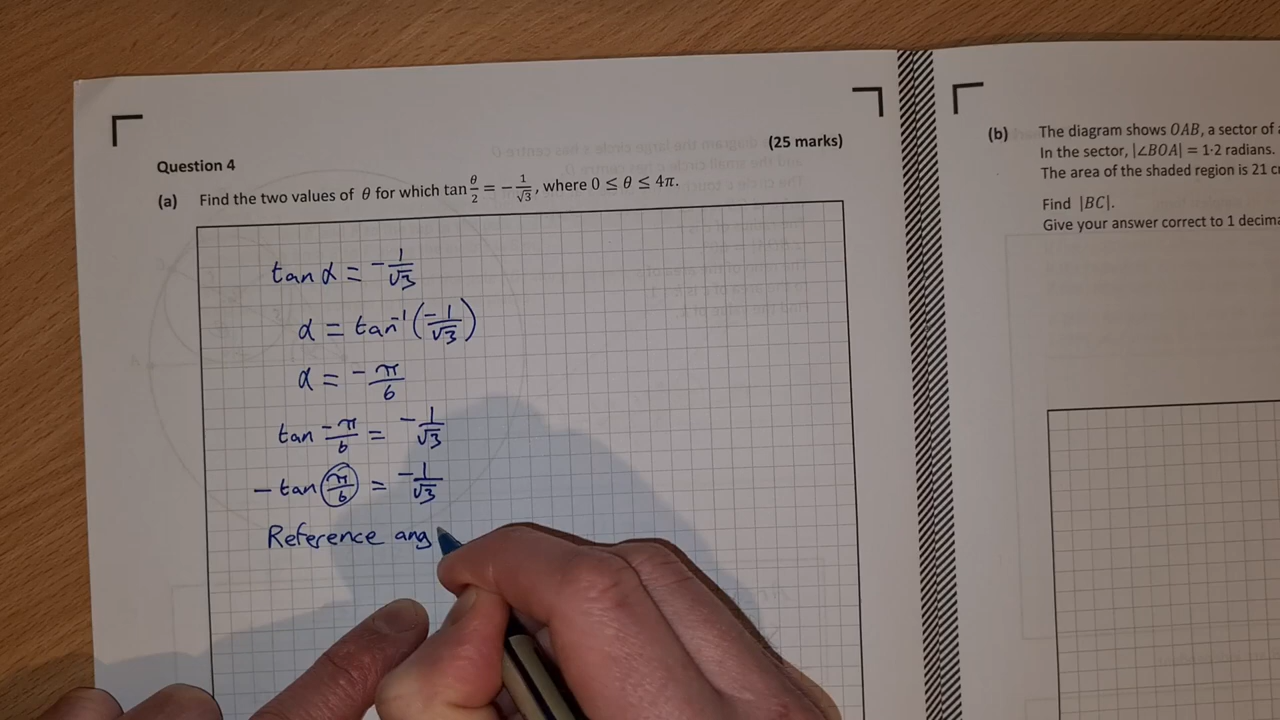 Question 4
(25 marks)
(a) Find the two values of θ for which tan θ/2 = −1/√3, where 0 ≤ θ ≤ 4π.
tan α = −1/√3
α = tan⁻¹(−1/√3)
α = −π/6
tan −π/6 = −1/√3
−tan(π/6) = −1/√3
Reference ang
(b) The diagram shows OAB, a sector of
In the sector, |∠BOA| = 1·2 radians.
The area of the shaded region is 21 c
Find |BC|.
Give your answer correct to 1 decima